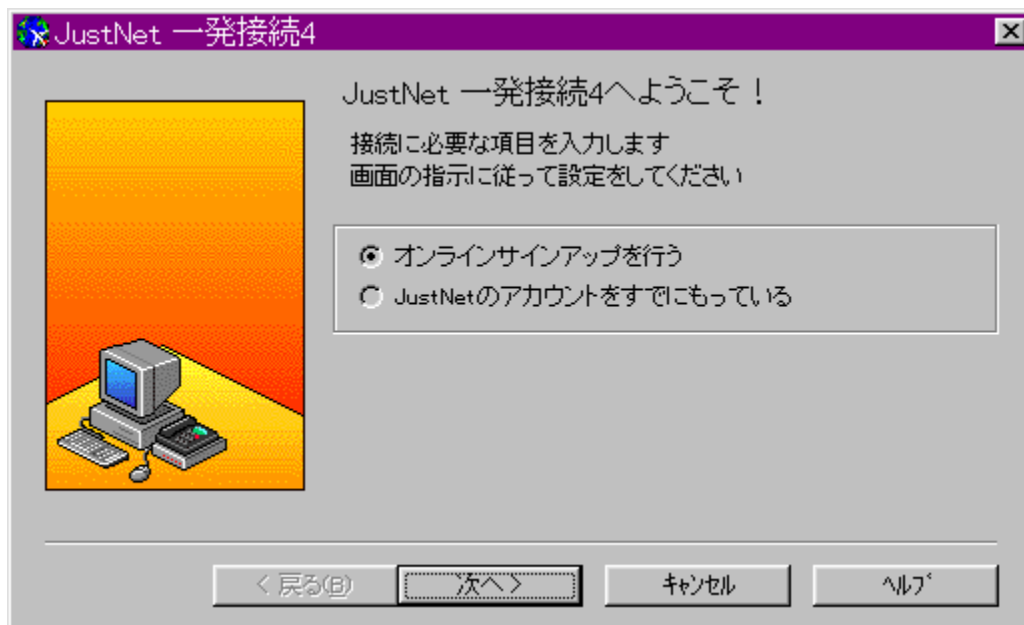 JustNet 一発接続4
JustNet 一発接続4へようこそ！
接続に必要な項目を入力します
画面の指示に従って設定をしてください
オンラインサインアップを行う
JustNetのアカウントをすでにもっている
< 戻る(B)
次へ >
ｷｬﾝｾﾙ
ﾍﾙﾌﾟ